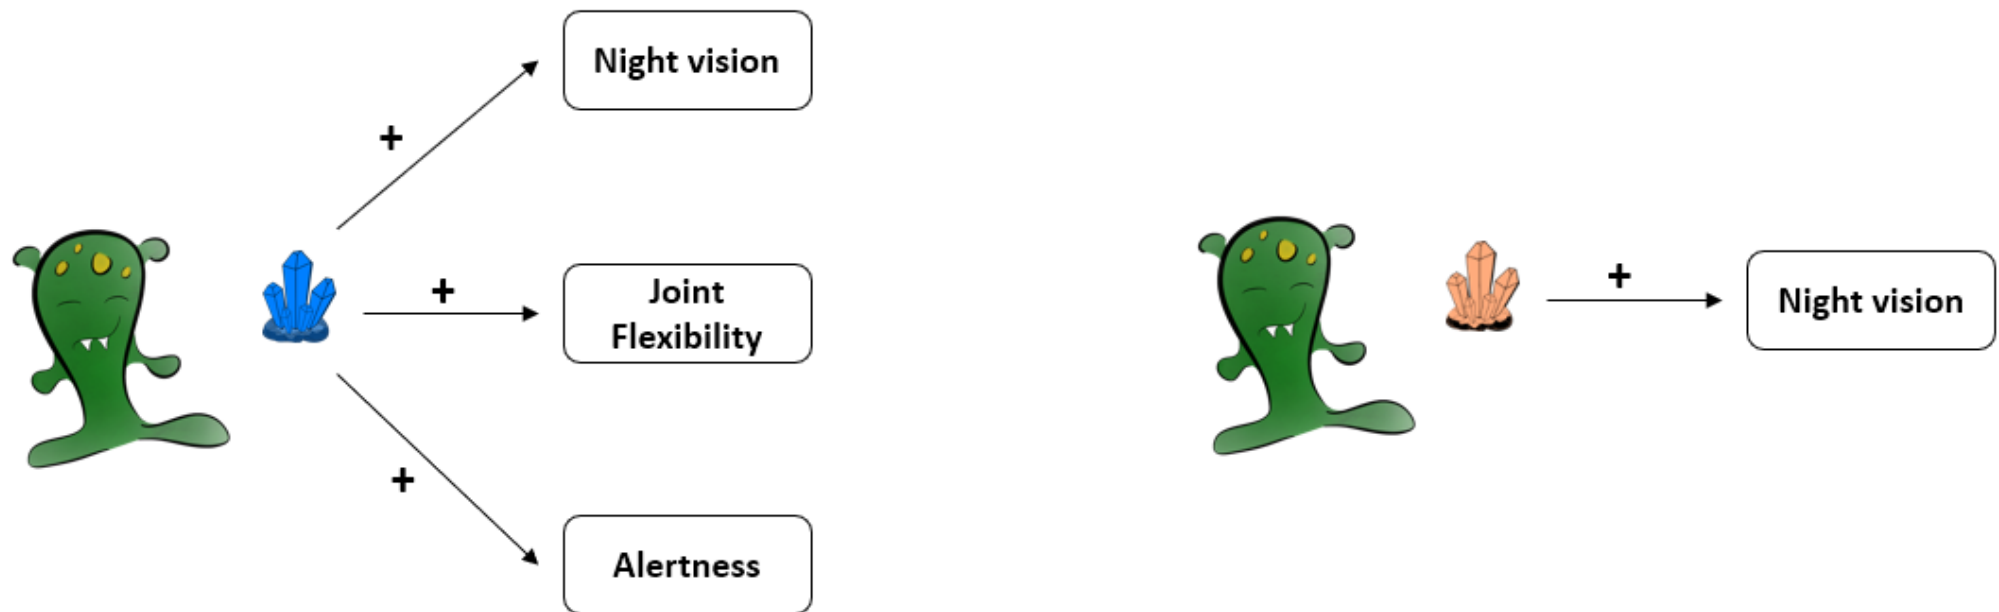 Night vision
+
+
Joint
Flexibility
+
Alertness
+
Night vision